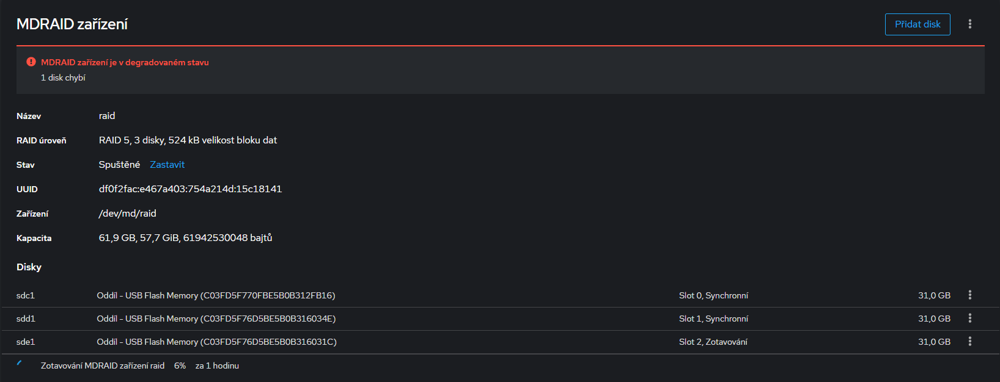 MDRAID zařízení
Přidat disk
MDRAID zařízení je v degradovaném stavu
1 disk chybí
Název raid
RAID úroveň RAID 5, 3 disky, 524 kB velikost bloku dat
Stav Spuštěné Zastavit
UUID df0f2fac:e467a403:754a214d:15c18141
Zařízení /dev/md/raid
Kapacita 61,9 GB, 57,7 GiB, 61942530048 bajtů
Disky
sdc1 Oddíl - USB Flash Memory (C03FD5F770FBE5B0B312FB16) Slot 0, Synchronní 31,0 GB
sdd1 Oddíl - USB Flash Memory (C03FD5F76D5BE5B0B316034E) Slot 1, Synchronní 31,0 GB
sde1 Oddíl - USB Flash Memory (C03FD5F76D5BE5B0B316031C) Slot 2, Zotavování 31,0 GB
Zotavování MDRAID zařízení raid 6% za 1 hodinu